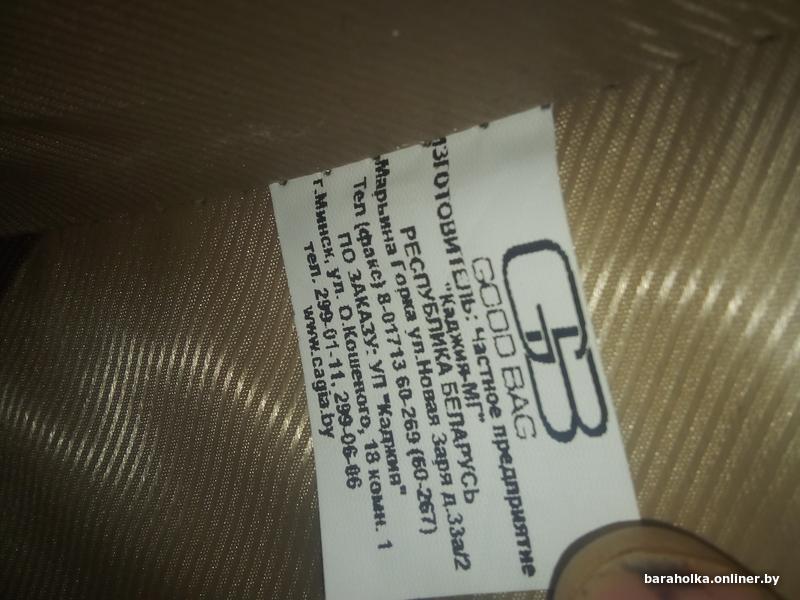 GB
GOOD BAG
ИЗГОТОВИТЕЛЬ: частное предприятие
"Каджия-МГ"
РЕСПУБЛИКА БЕЛАРУСЬ
Марьина Горка ул.Новая Заря д.33а/2
Тел (факс) 8-01713 60-269 (60-267)
ПО ЗАКАЗУ: УП "Каджия"
г.Минск, ул. О.Кошевого, 18 комн. 1
тел. 299-01-11, 299-06-86
www.cagia.by
baraholka.onliner.by